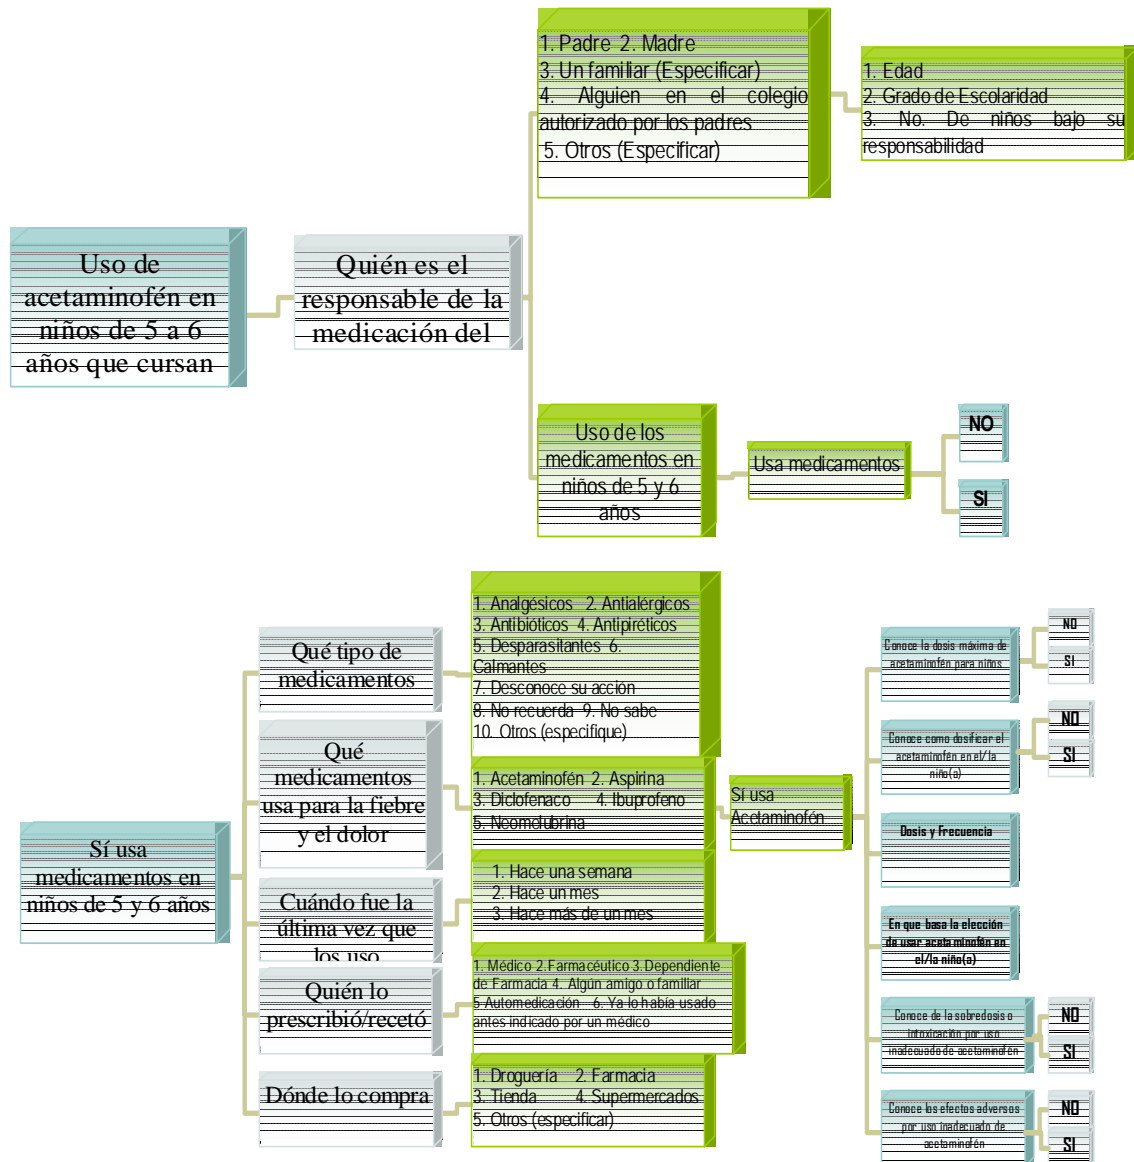 Uso de
acetaminofén en
niños de 5 a 6
años que cursan
Quién es el
responsable de la
medicación del
1. Padre 2. Madre
3. Un familiar (Especificar)
4. Alguien en el colegio
autorizado por los padres
5. Otros (Especificar)
1. Edad
2. Grado de Escolaridad
3. No. De niños bajo su
responsabilidad
Uso de los
medicamentos en
niños de 5 y 6
años
Usa medicamentos
NO
SI
Sí usa
medicamentos en
niños de 5 y 6 años
Qué tipo de
medicamentos
1. Analgésicos 2. Antialérgicos
3. Antibióticos 4. Antipiréticos
5. Desparasitantes 6.
Calmantes
7. Desconoce su acción
8. No recuerda 9. No sabe
10. Otros (especifique)
Qué
medicamentos
usa para la fiebre
y el dolor
1. Acetaminofén 2. Aspirina
3. Diclofenaco 4. Ibuprofeno
5. Neomelubrina
Sí usa
Acetaminofén
Cuándo fue la
última vez que
los uso
1. Hace una semana
2. Hace un mes
3. Hace más de un mes
Quién lo
prescribió/recetó
1. Médico 2.Farmacéutico 3.Dependiente
de Farmacia 4. Algún amigo o familiar
5 Automedicación 6. Ya lo había usado
antes indicado por un médico
Dónde lo compra
1. Droguería 2. Farmacia
3. Tienda 4. Supermercados
5. Otros (especificar)
Conoce la dosis máxima de
acetaminofén para niños
NO
SI
Conoce como dosificar el
acetaminofén en el/la
niño(a)
NO
SI
Dosis y Frecuencia
En que basa la elección
de usar acetaminofén en
el/la niño(a)
Conoce de la sobredosis o
intoxicación por uso
inadecuado de acetaminofén
NO
SI
Conoce los efectos adversos
por uso inadecuado de
acetaminofén
NO
SI